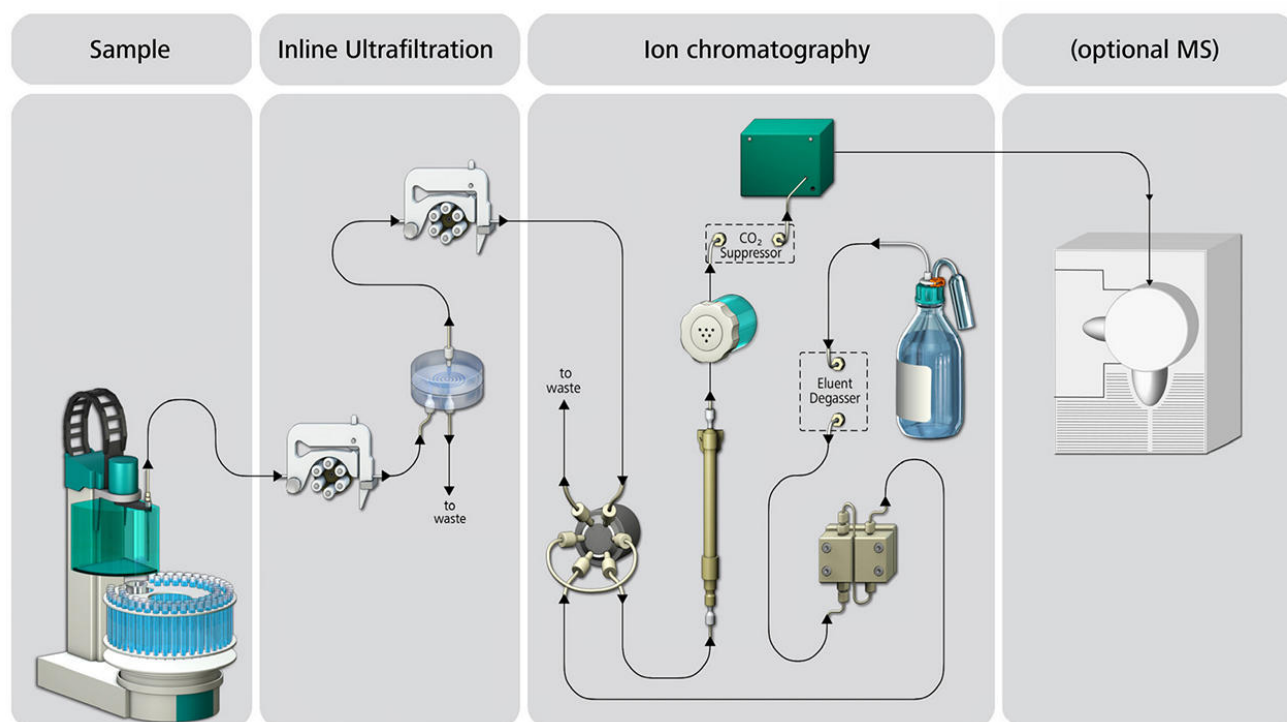 Sample
Inline Ultrafiltration
Ion chromatography
(optional MS)
CO₂
Suppressor
to
waste
Eluent
Degasser
to
waste